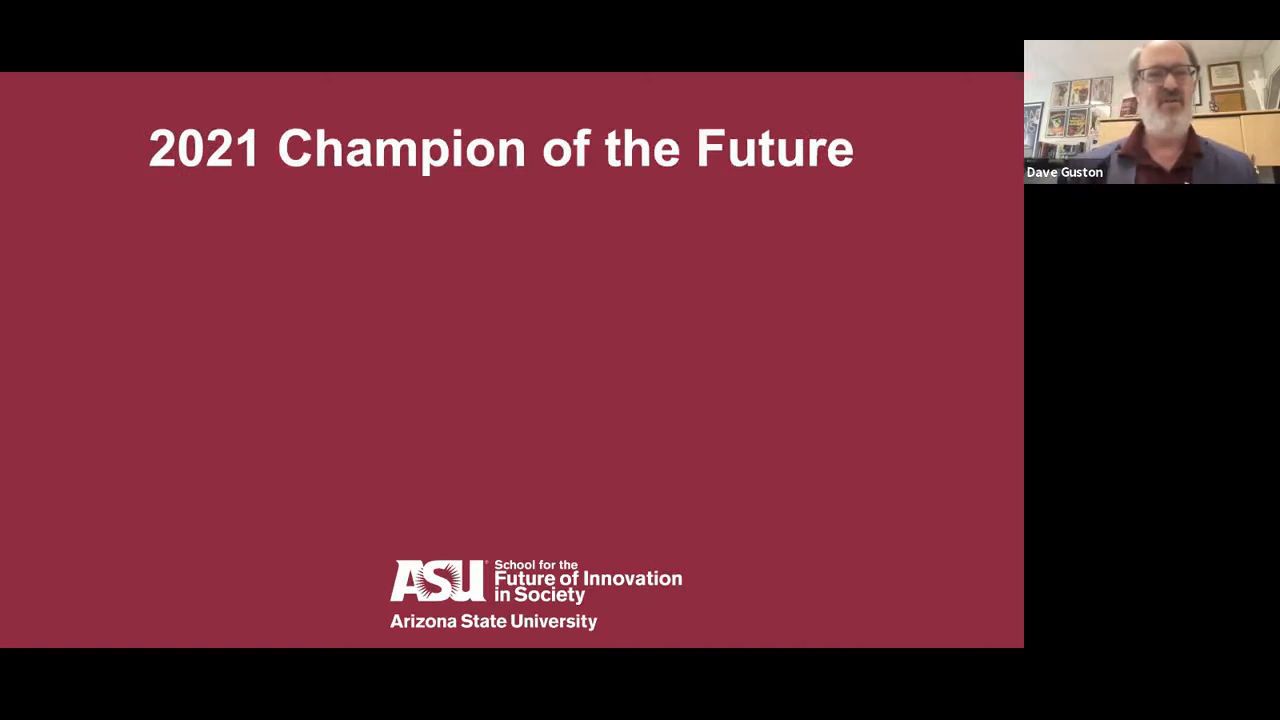 2021 Champion of the Future
Dave Guston
ASU
School for the
Future of Innovation
in Society
Arizona State University